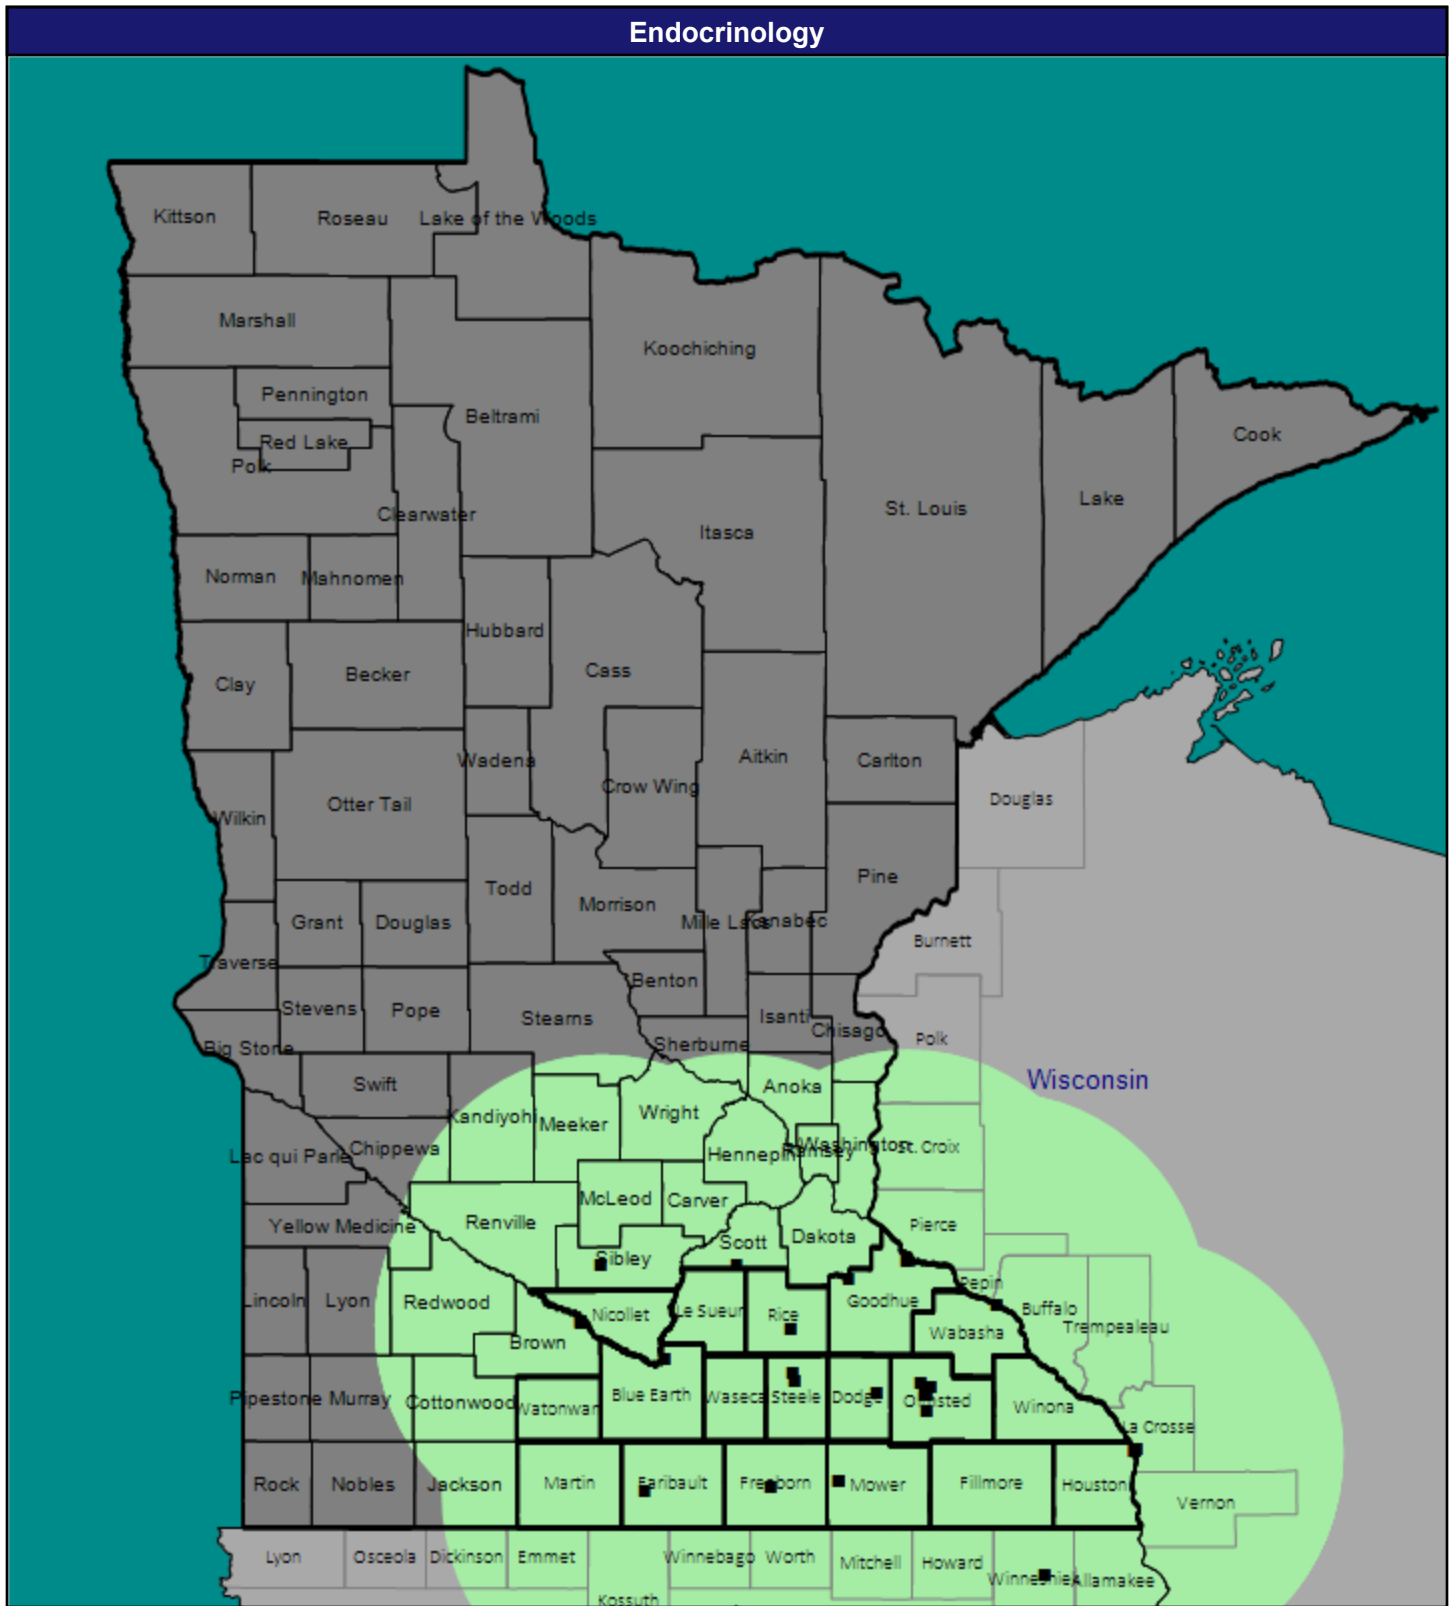 Endocrinology
Kittson
Roseau
Lake of the Woods
Marshall
Koochiching
Pennington
Beltrami
Red Lake
Polk
Cook
Lake
St. Louis
Clearwater
Itasca
Norman
Mahnomen
Hubbard
Cass
Becker
Clay
Aitkin
Wadena
Carlton
Crow Wing
Douglas
Otter Tail
Wilkin
Pine
Todd
Morrison
Grant
Douglas
Mille Lacs
Kanabec
Burnett
Traverse
Benton
Stevens
Pope
Stearns
Isanti
Chisago
Polk
Big Stone
Sherburne
Swift
Anoka
Wisconsin
Kandiyohi
Meeker
Wright
Lac qui Parle
Chippewa
Hennepin
Ramsey
Washington
St. Croix
McLeod
Carver
Yellow Medicine
Renville
Pierce
Scott
Dakota
Sibley
Pepin
Lincoln
Lyon
Redwood
Nicollet
Le Sueur
Rice
Goodhue
Buffalo
Trempealeau
Brown
Wabasha
Pipestone
Murray
Cottonwood
Watonwan
Blue Earth
Waseca
Steele
Dodge
Olmsted
Winona
La Crosse
Rock
Nobles
Jackson
Martin
Faribault
Freeborn
Mower
Fillmore
Houston
Vernon
Lyon
Osceola
Dickinson
Emmet
Winnebago
Worth
Mitchell
Howard
Winneshiek
Allamakee
Kossuth